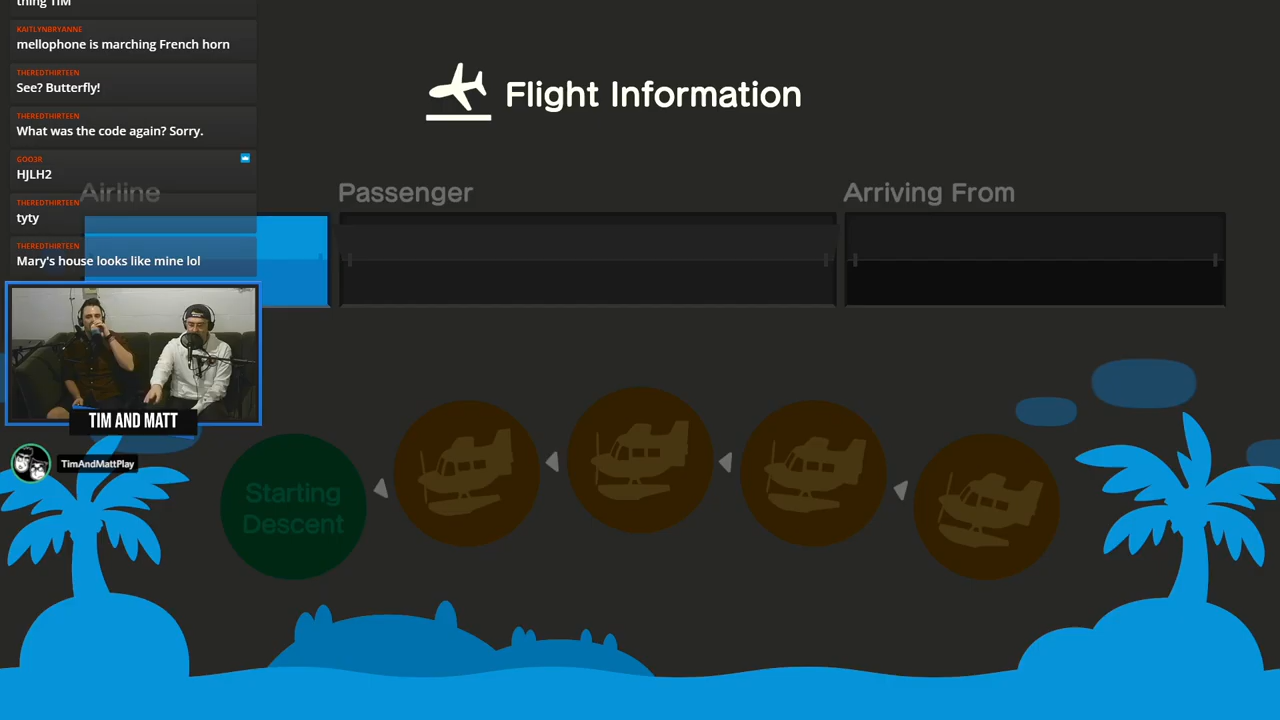 thing TIM
KAITLYNBRYANNE
mellophone is marching French horn
THEREDTHIRTEEN
See? Butterfly!
THEREDTHIRTEEN
What was the code again? Sorry.
GOO3R
HJLH2
THEREDTHIRTEEN
tyty
THEREDTHIRTEEN
Mary's house looks like mine lol
TIM AND MATT
TimAndMattPlay
Flight Information
Airline
Passenger
Arriving From
Starting
Descent